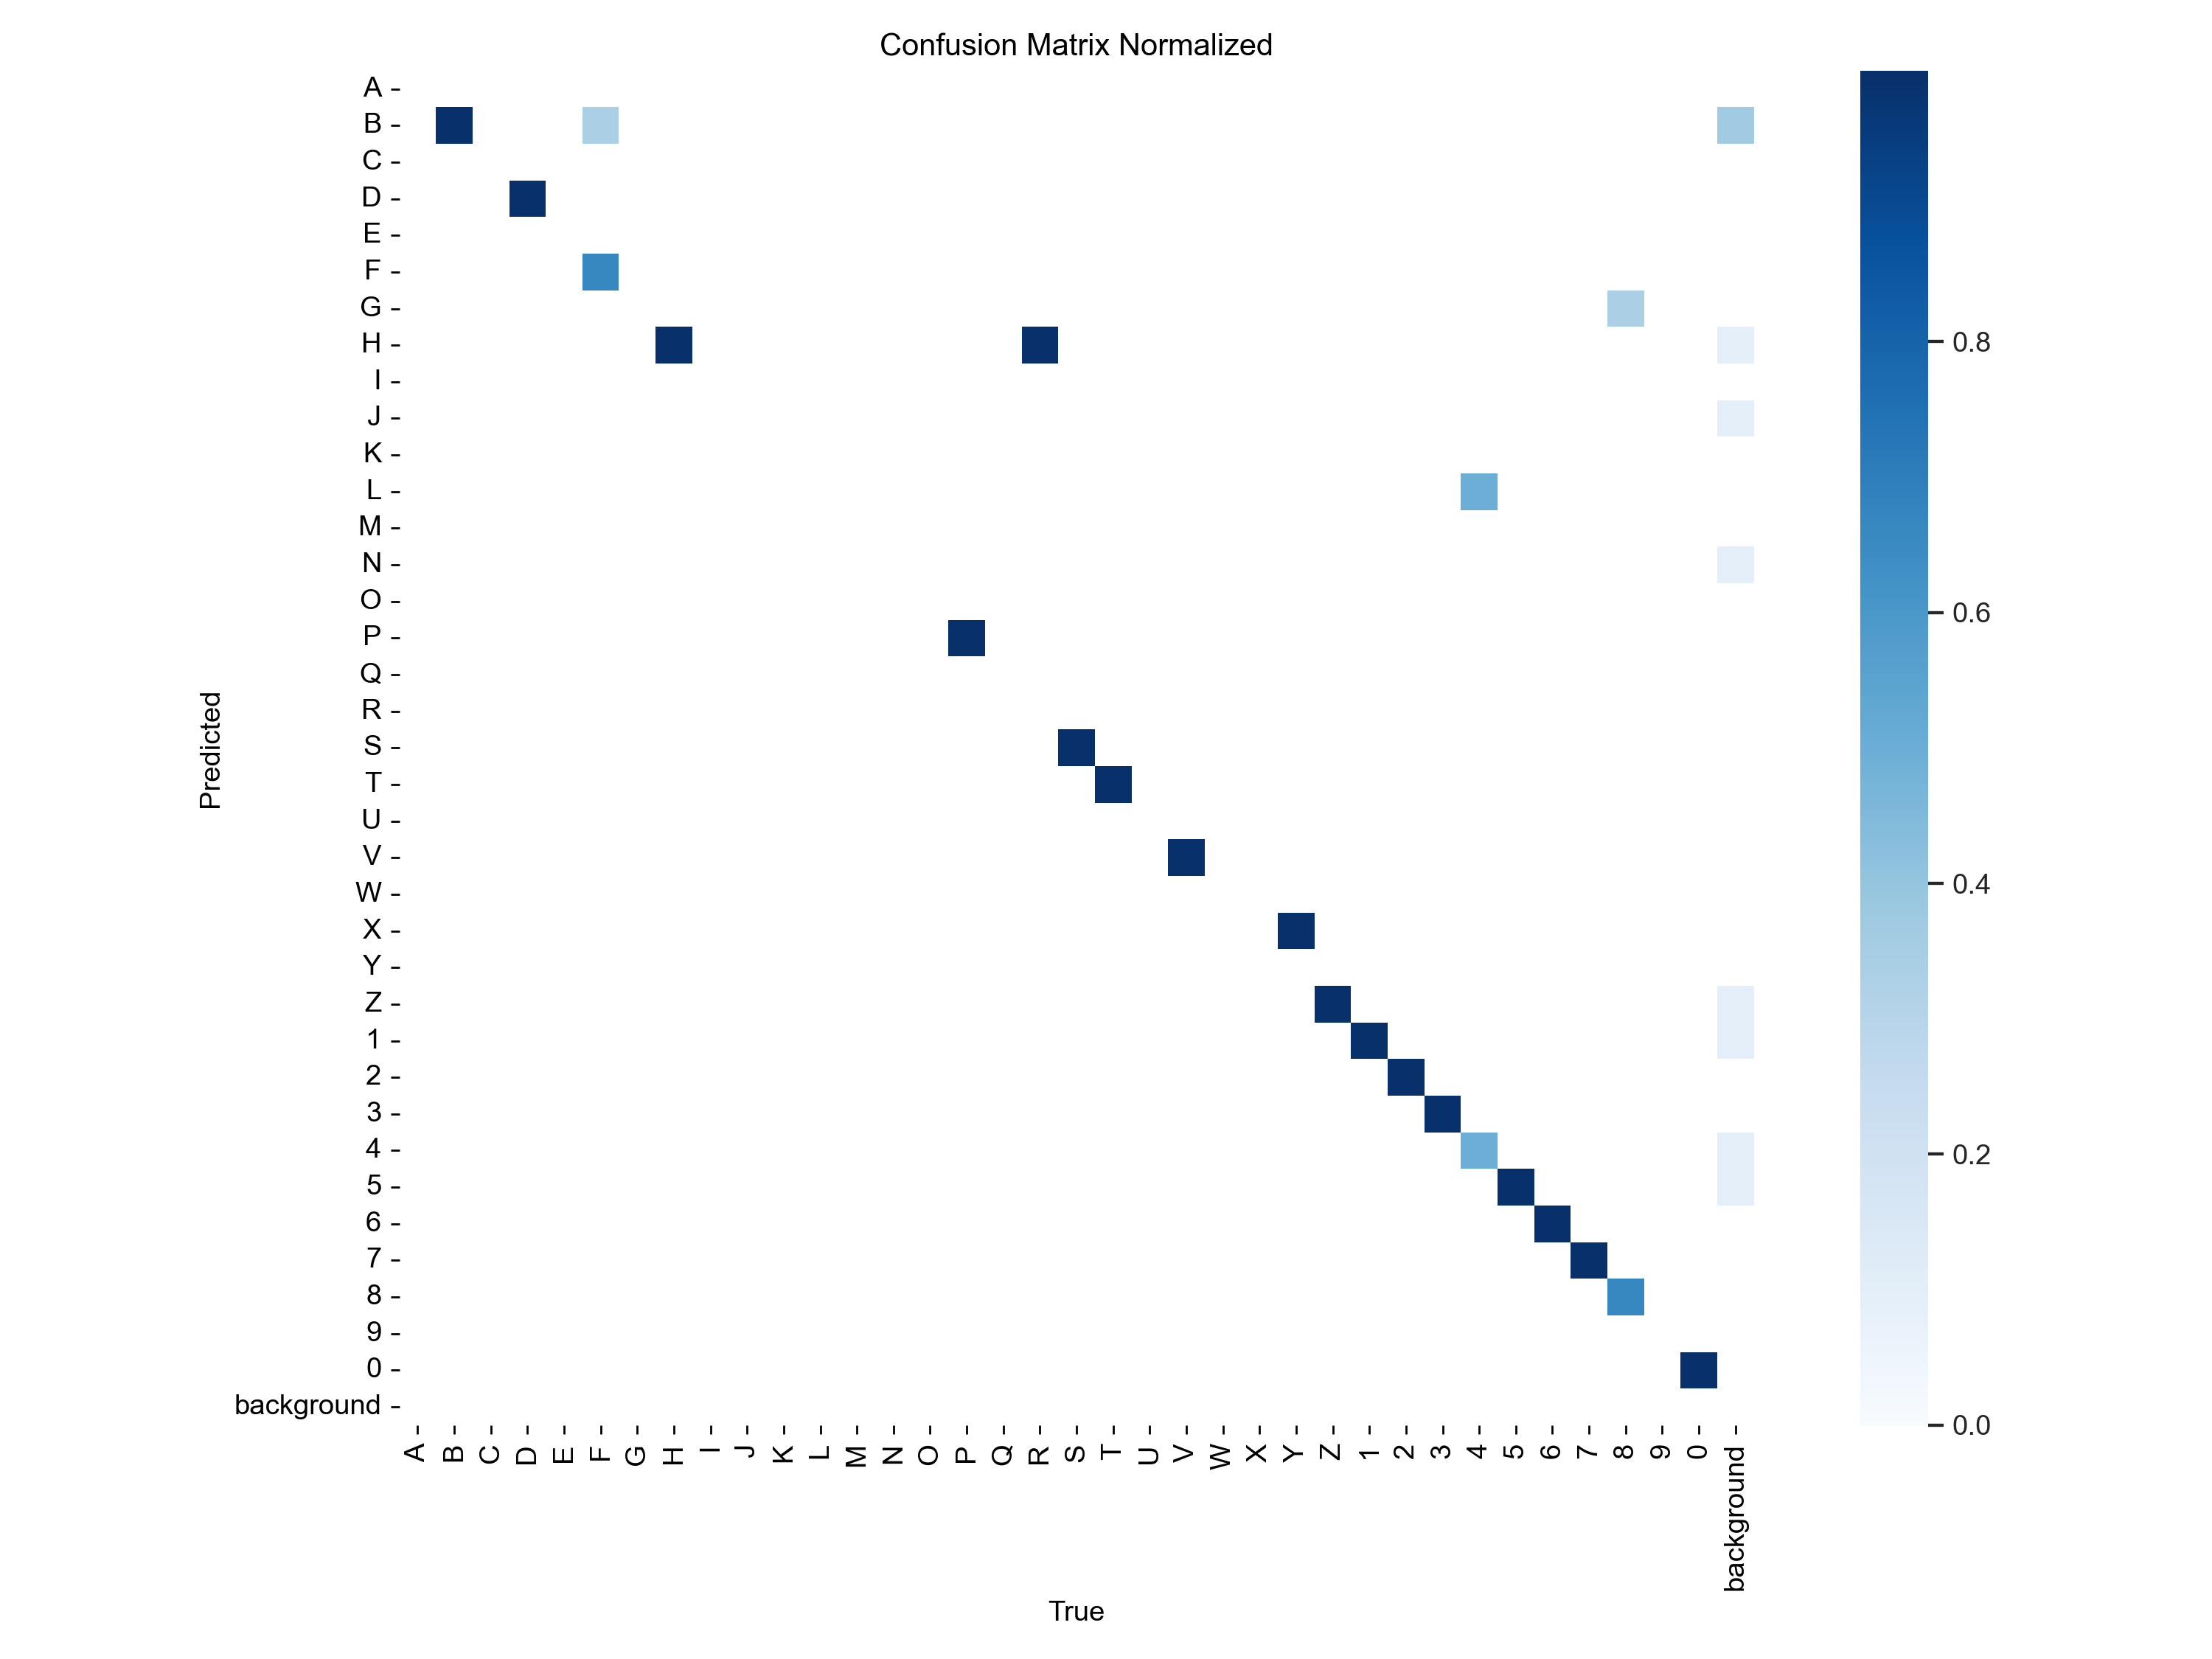 Confusion Matrix Normalized
A
B
C
D
E
F
G
H
I
J
K
L
M
N
O
P
Q
R
S
T
U
V
W
X
Y
Z
1
2
3
4
5
6
7
8
9
0
background
Predicted
A B C D E F G H I J K L M N O P Q R S T U V W X Y Z 1 2 3 4 5 6 7 8 9 0 background
True
0.8
0.6
0.4
0.2
0.0